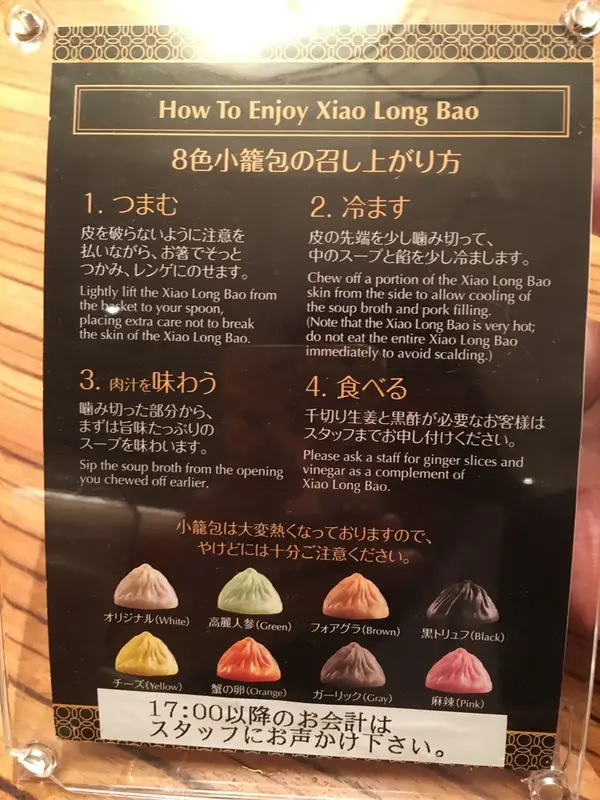 How To Enjoy Xiao Long Bao
8色小籠包の召し上がり方
1. つまむ
皮を破らないように注意を
払いながら、お箸でそっと
つかみ、レンゲにのせます。
Lightly lift the Xiao Long Bao from
the basket to your spoon,
placing extra care not to break
the skin of the Xiao Long Bao.
2. 冷ます
皮の先端を少し噛み切って、
中のスープと餡を少し冷まします。
Chew off a portion of the Xiao Long Bao
skin from the side to allow cooling of
the soup broth and pork filling.
(Note that the Xiao Long Bao is very hot;
do not eat the entire Xiao Long Bao
immediately to avoid scalding.)
3. 肉汁を味わう
噛み切った部分から、
まずは旨味たっぷりの
スープを味わいます。
Sip the soup broth from the opening
you chewed off earlier.
4. 食べる
千切り生姜と黒酢が必要なお客様は
スタッフまでお申し付けください。
Please ask a staff for ginger slices and
vinegar as a complement of
Xiao Long Bao.
小籠包は大変熱くなっておりますので、
やけどには十分ご注意ください。
オリジナル(White)
高麗人参(Green)
フォアグラ(Brown)
黒トリュフ(Black)
チーズ(Yellow)
蟹の卵(Orange)
ガーリック(Gray)
麻辣(Pink)
17:00以降のお会計は
スタッフにお声かけ下さい。